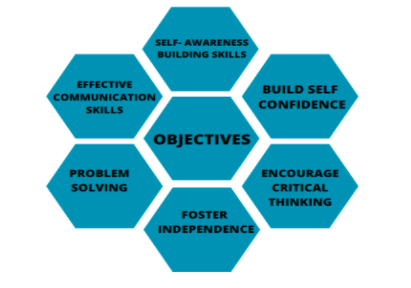 SELF- AWARENESS
BUILDING SKILLS
EFFECTIVE
COMMUNICATION
SKILLS
BUILD SELF
CONFIDENCE
OBJECTIVES
PROBLEM
SOLVING
ENCOURAGE
CRITICAL
THINKING
FOSTER
INDEPENDENCE